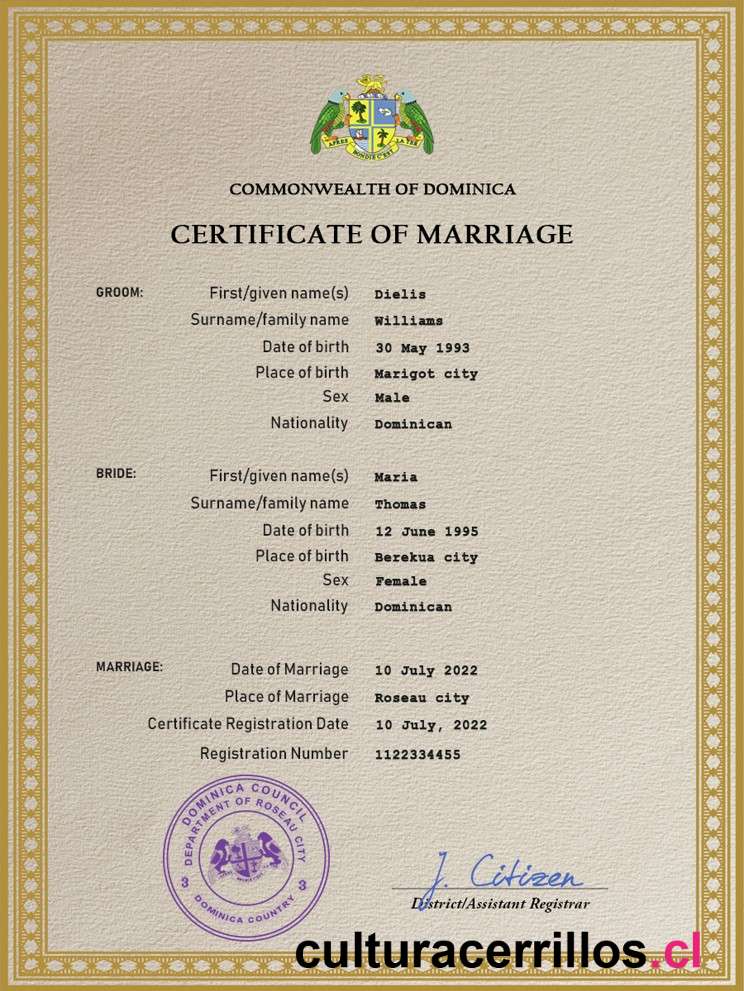 APRES
BONDIE C'EST
LA TER
COMMONWEALTH OF DOMINICA
CERTIFICATE OF MARRIAGE
GROOM: First/given name(s) Dielis
Surname/family name Williams
Date of birth 30 May 1993
Place of birth Marigot city
Sex Male
Nationality Dominican
BRIDE: First/given name(s) Maria
Surname/family name Thomas
Date of birth 12 June 1995
Place of birth Berekua city
Sex Female
Nationality Dominican
MARRIAGE: Date of Marriage 10 July 2022
Place of Marriage Roseau city
Certificate Registration Date 10 July, 2022
Registration Number 1122334455
DOMINICA COUNCIL
DEPARTMENT OF ROSEAU CITY
3 3
DOMINICA COUNTRY
J. Citizen
District/Assistant Registrar
culturacerrillos.cl